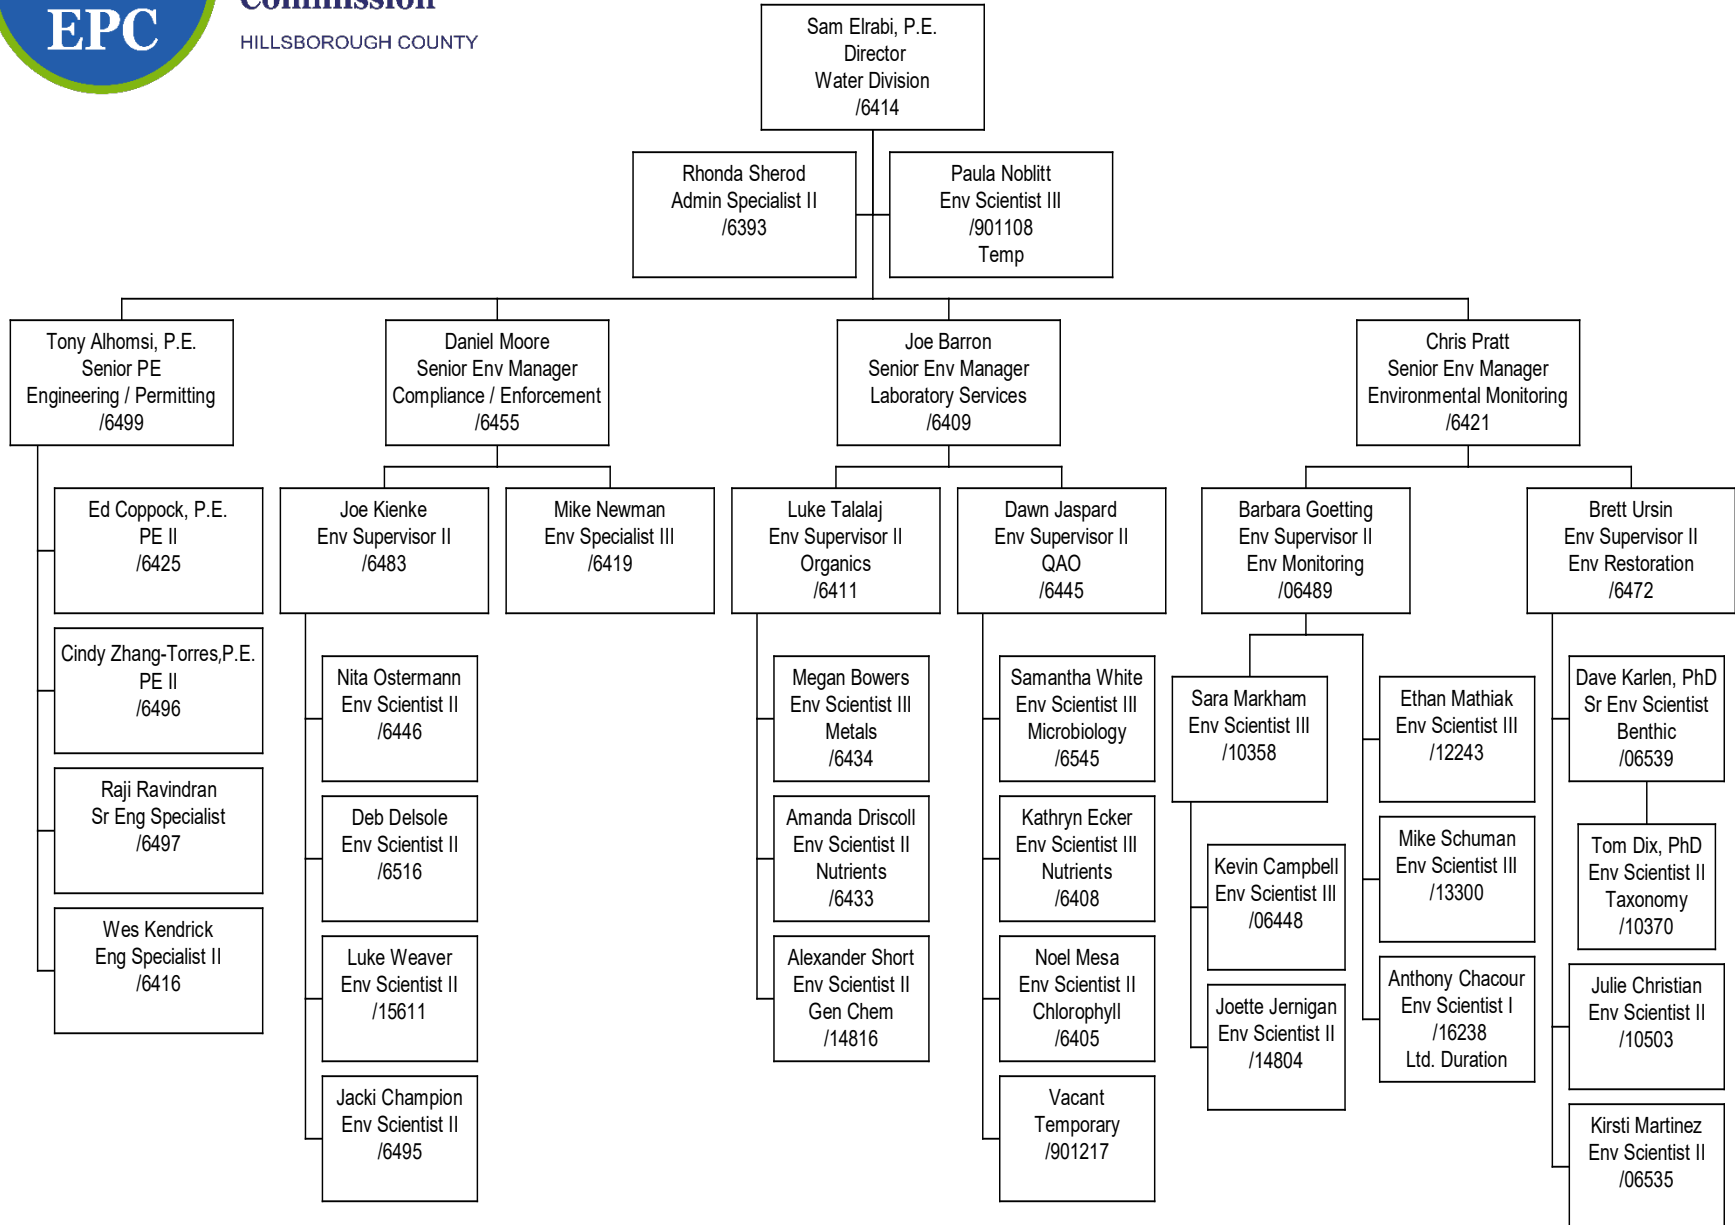 Commission
EPC
HILLSBOROUGH COUNTY
Sam Elrabi, P.E.
Director
Water Division
/6414
Rhonda Sherod
Admin Specialist II
/6393
Paula Noblitt
Env Scientist III
/901108
Temp
Tony Alhomsi, P.E.
Senior PE
Engineering / Permitting
/6499
Daniel Moore
Senior Env Manager
Compliance / Enforcement
/6455
Joe Barron
Senior Env Manager
Laboratory Services
/6409
Chris Pratt
Senior Env Manager
Environmental Monitoring
/6421
Ed Coppock, P.E.
PE II
/6425
Cindy Zhang-Torres,P.E.
PE II
/6496
Raji Ravindran
Sr Eng Specialist
/6497
Wes Kendrick
Eng Specialist II
/6416
Joe Kienke
Env Supervisor II
/6483
Mike Newman
Env Specialist III
/6419
Nita Ostermann
Env Scientist II
/6446
Deb Delsole
Env Scientist II
/6516
Luke Weaver
Env Scientist II
/15611
Jacki Champion
Env Scientist II
/6495
Luke Talalaj
Env Supervisor II
Organics
/6411
Megan Bowers
Env Scientist III
Metals
/6434
Amanda Driscoll
Env Scientist II
Nutrients
/6433
Alexander Short
Env Scientist II
Gen Chem
/14816
Dawn Jaspard
Env Supervisor II
QAO
/6445
Samantha White
Env Scientist III
Microbiology
/6545
Kathryn Ecker
Env Scientist III
Nutrients
/6408
Noel Mesa
Env Scientist II
Chlorophyll
/6405
Vacant
Temporary
/901217
Barbara Goetting
Env Supervisor II
Env Monitoring
/06489
Sara Markham
Env Scientist III
/10358
Kevin Campbell
Env Scientist III
/06448
Joette Jernigan
Env Scientist II
/14804
Ethan Mathiak
Env Scientist III
/12243
Mike Schuman
Env Scientist III
/13300
Anthony Chacour
Env Scientist I
/16238
Ltd. Duration
Brett Ursin
Env Supervisor II
Env Restoration
/6472
Dave Karlen, PhD
Sr Env Scientist
Benthic
/06539
Tom Dix, PhD
Env Scientist II
Taxonomy
/10370
Julie Christian
Env Scientist II
/10503
Kirsti Martinez
Env Scientist II
/06535